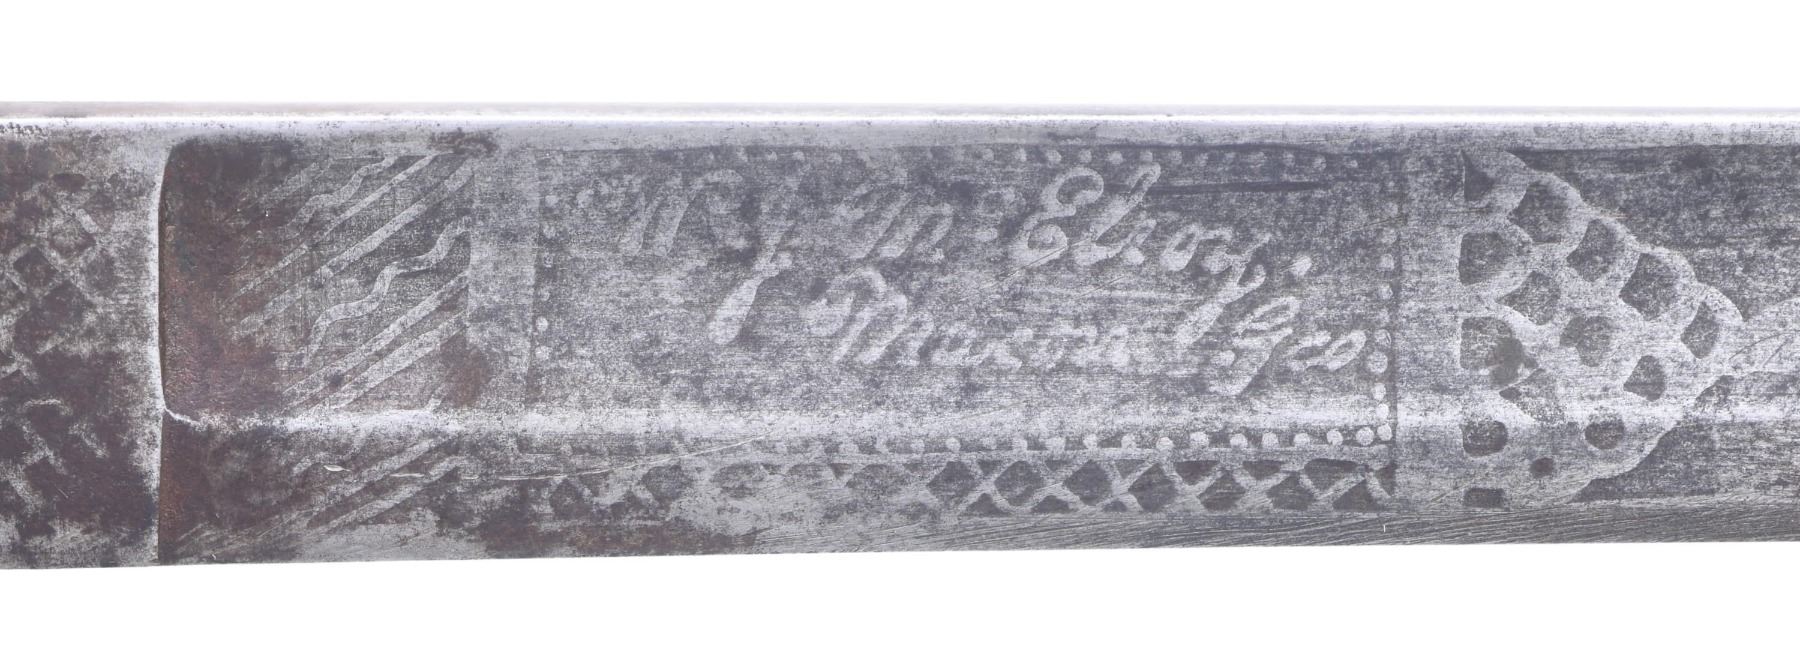 W. J. McElroy.
Macon Geo